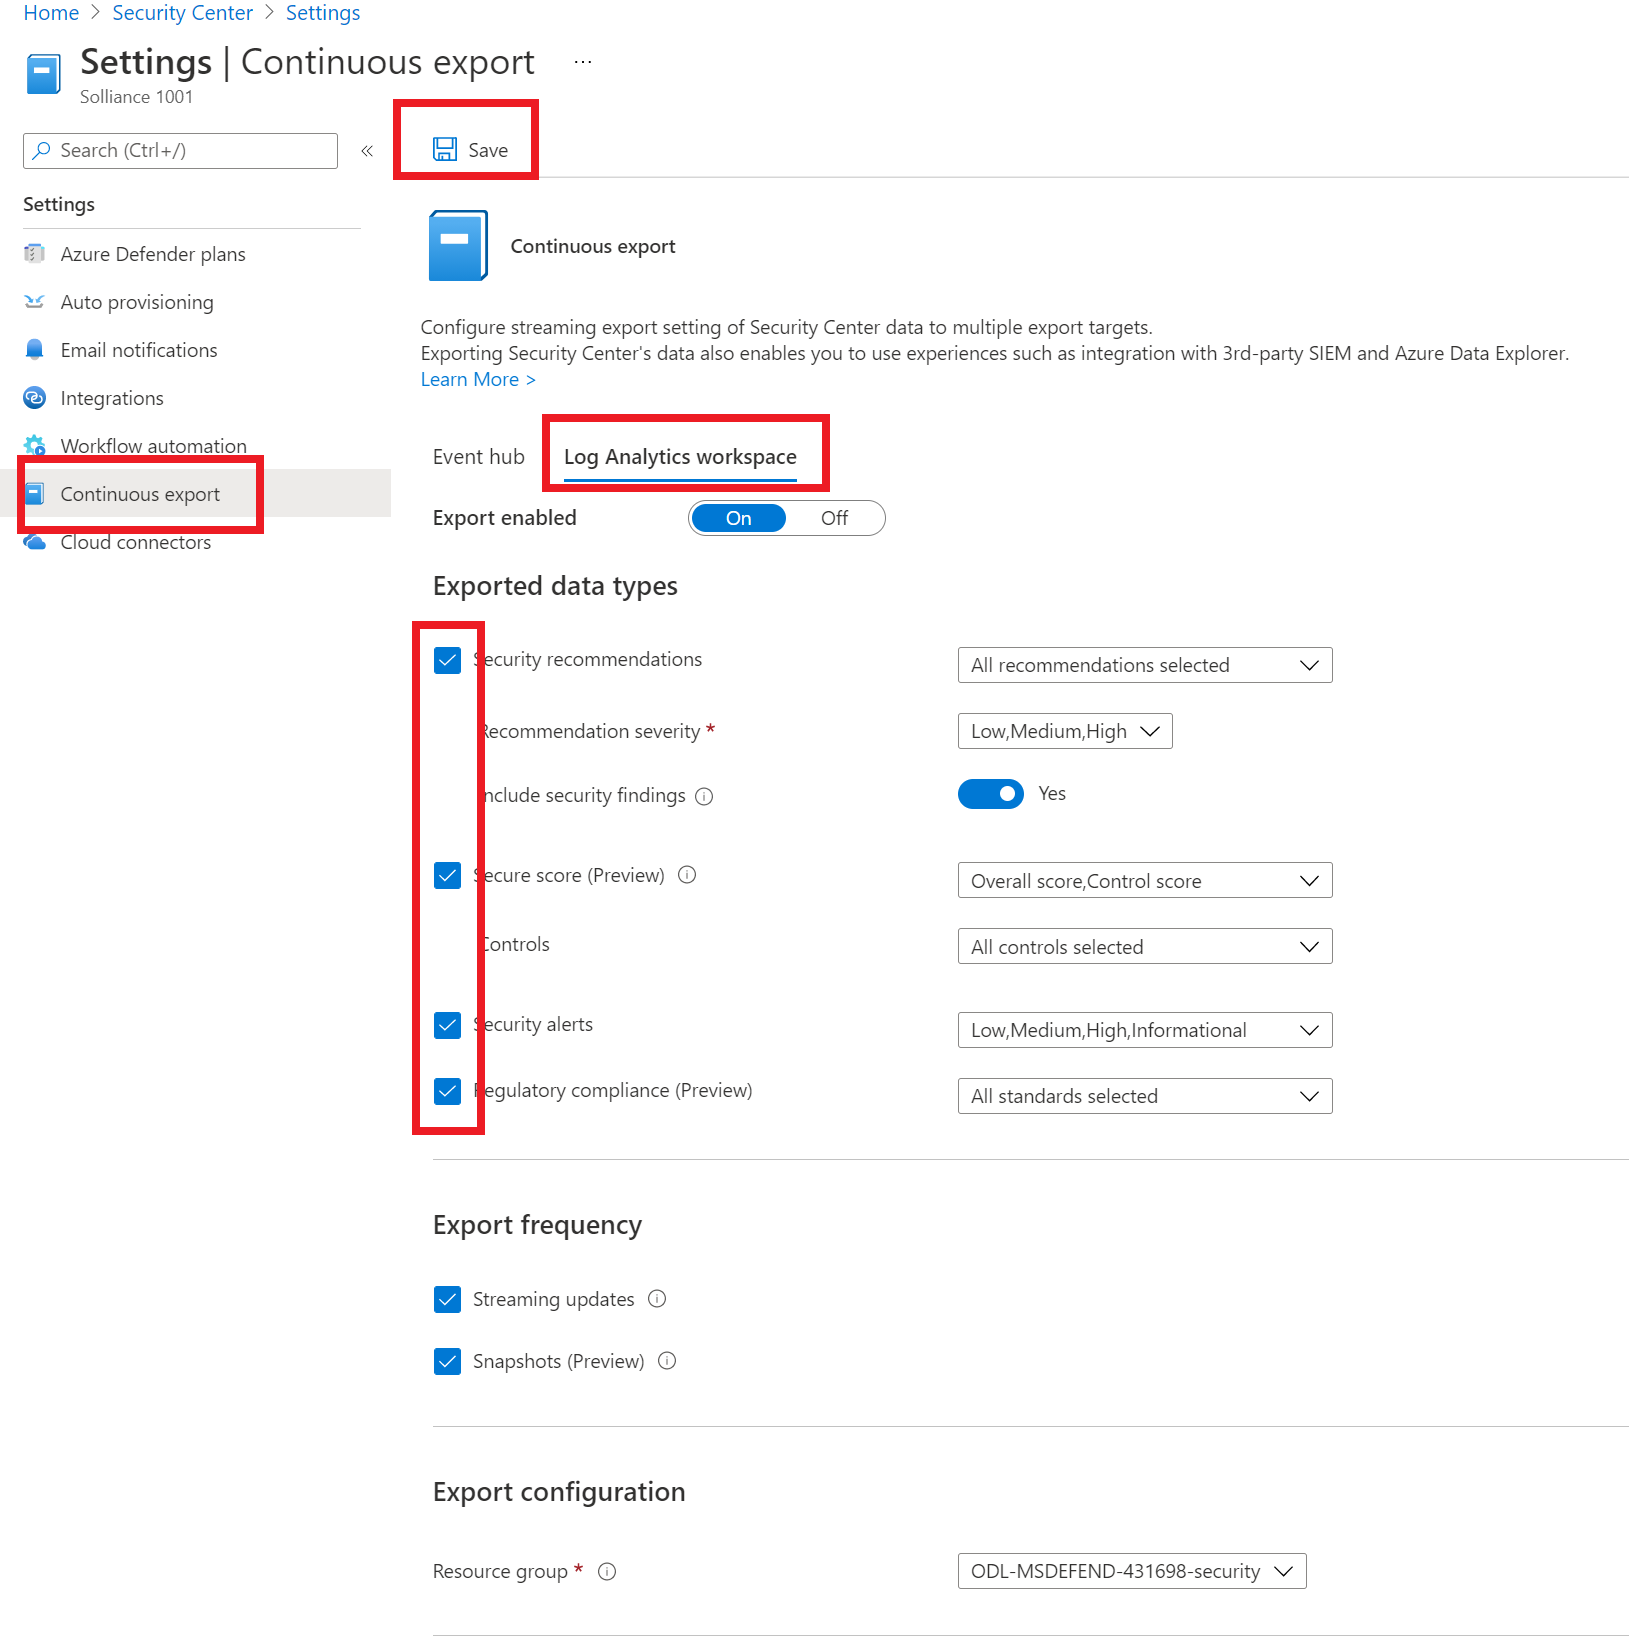 Home > Security Center > Settings
Settings | Continuous export ...
Solliance 1001
Search (Ctrl+/) «
Save
Settings
Azure Defender plans
Auto provisioning
Email notifications
Integrations
Workflow automation
Continuous export
Cloud connectors
Continuous export
Configure streaming export setting of Security Center data to multiple export targets.
Exporting Security Center's data also enables you to use experiences such as integration with 3rd-party SIEM and Azure Data Explorer.
Learn More >
Event hub Log Analytics workspace
Export enabled On Off
Exported data types
Security recommendations All recommendations selected
Recommendation severity * Low,Medium,High
Include security findings Yes
Secure score (Preview) Overall score,Control score
Controls All controls selected
Security alerts Low,Medium,High,Informational
Regulatory compliance (Preview) All standards selected
Export frequency
Streaming updates
Snapshots (Preview)
Export configuration
Resource group * ODL-MSDEFEND-431698-security